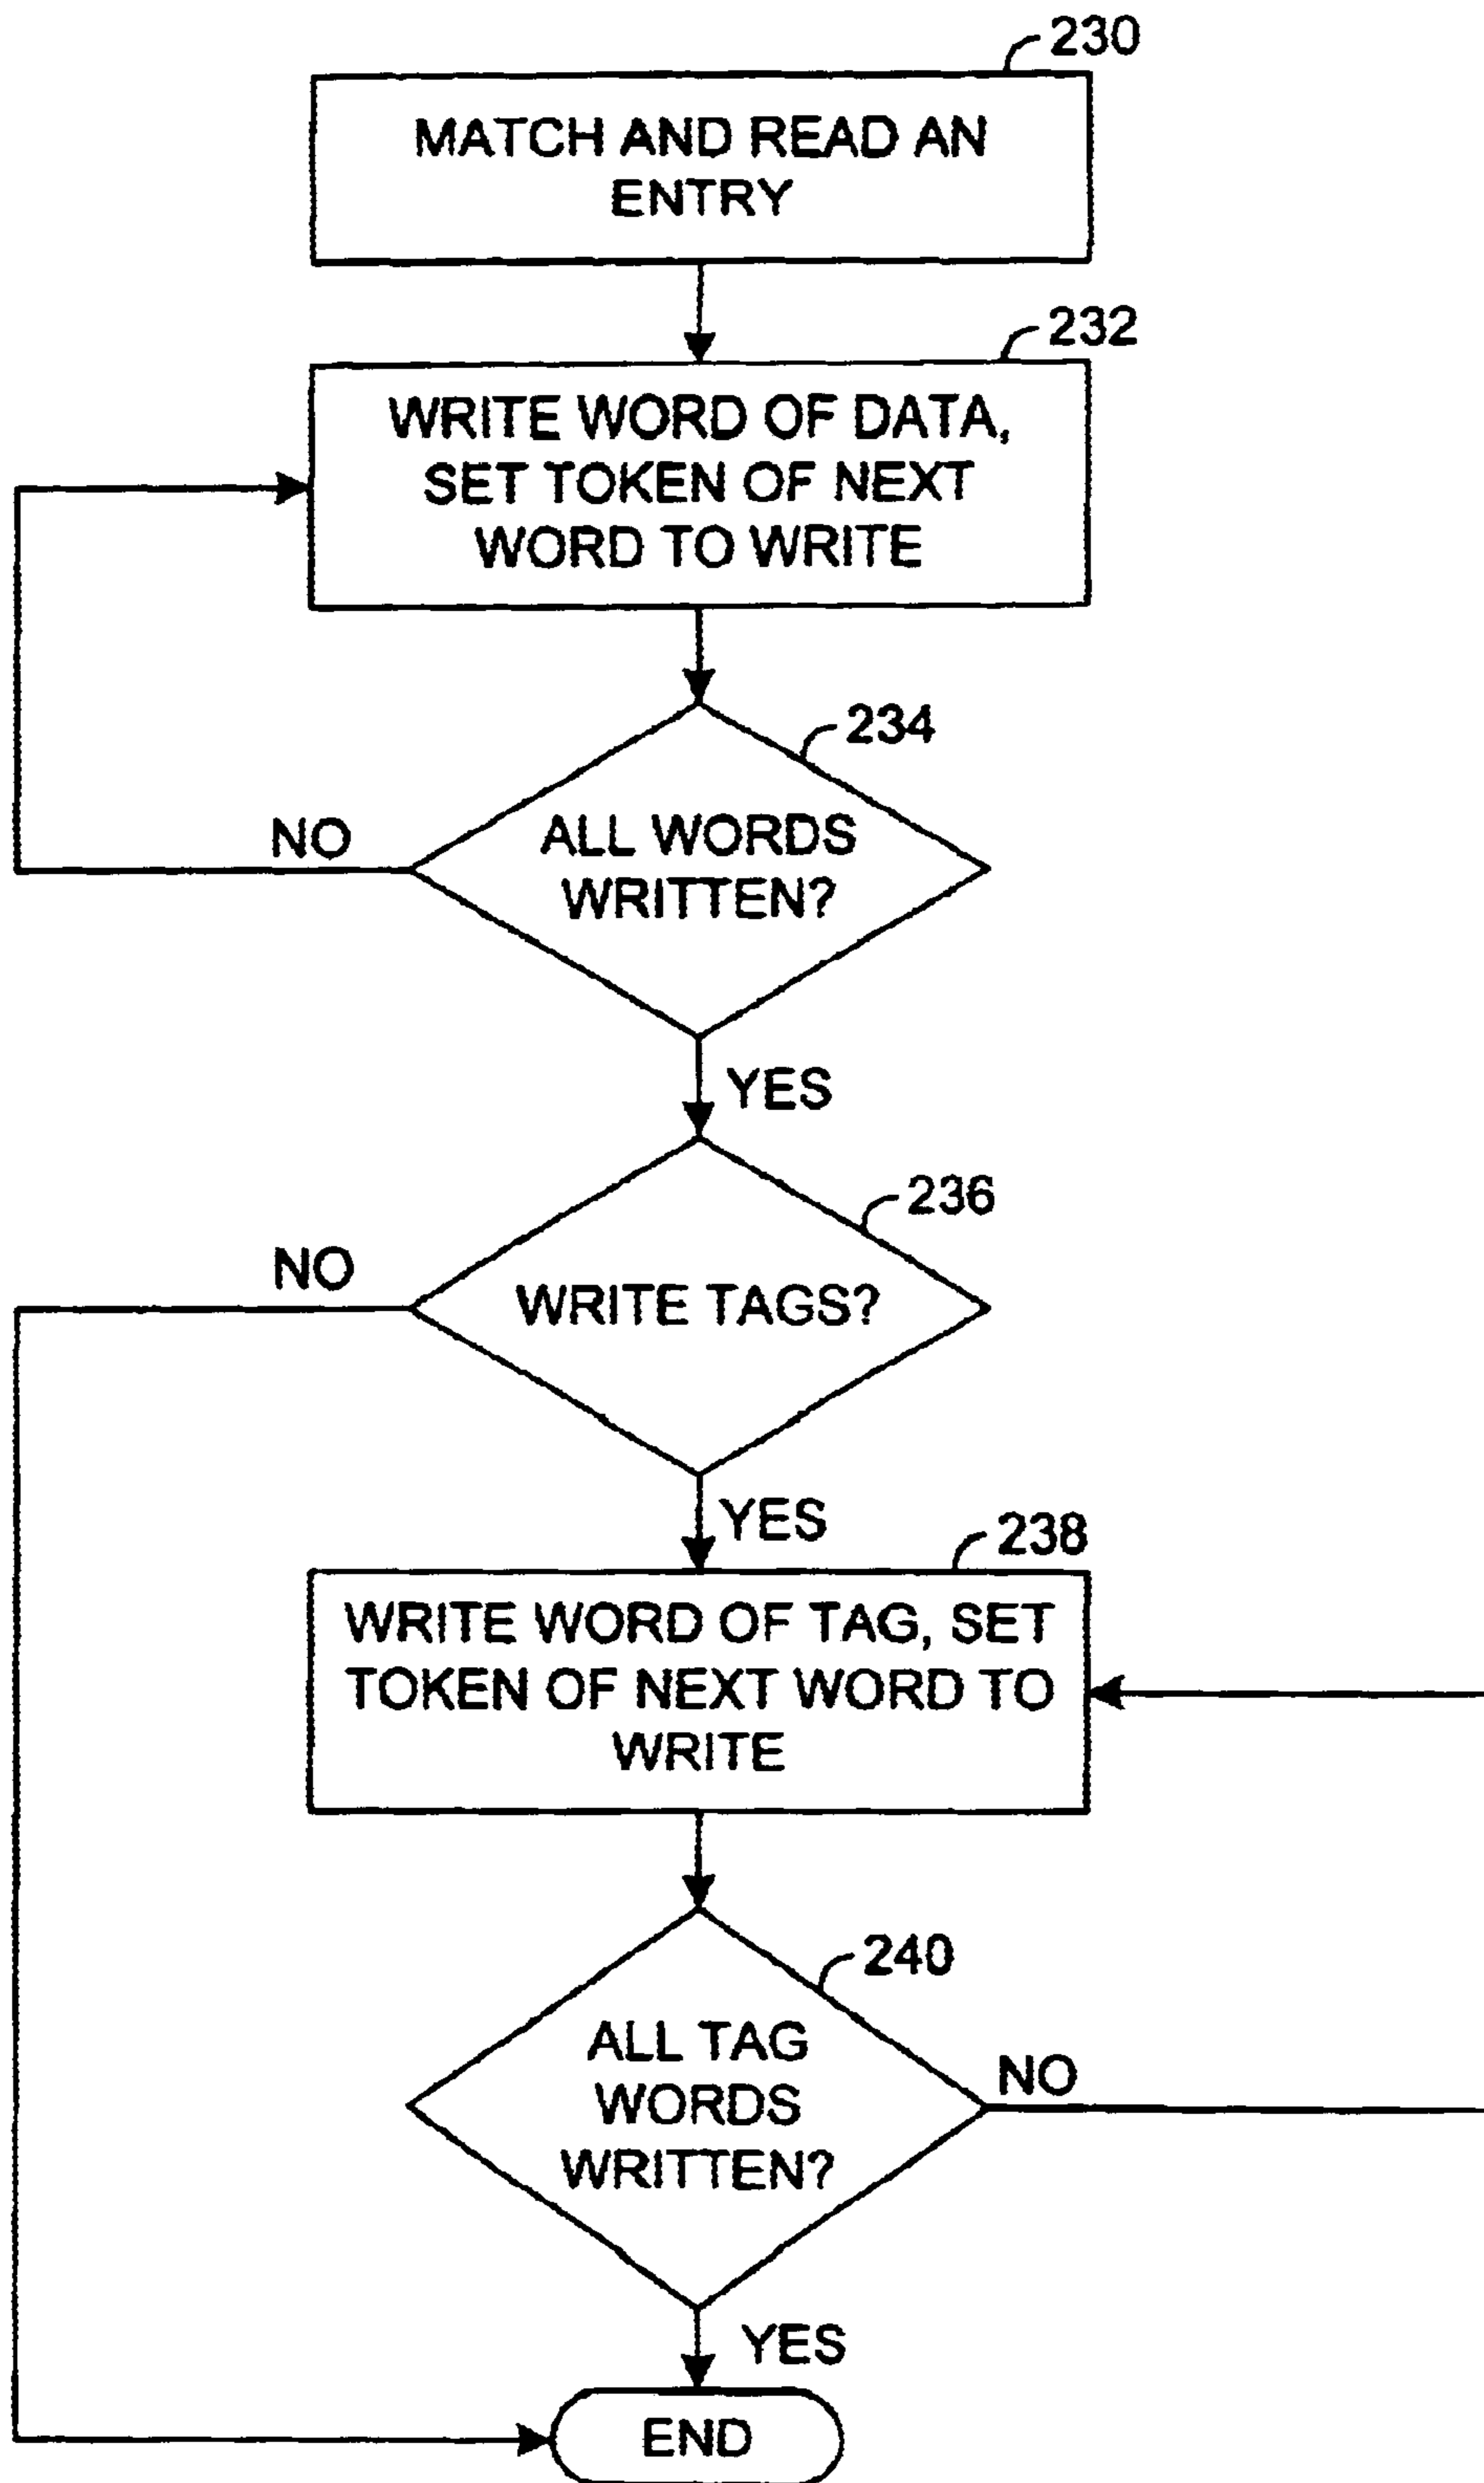 230
MATCH AND READ AN
ENTRY
232
WRITE WORD OF DATA,
SET TOKEN OF NEXT
WORD TO WRITE
234
ALL WORDS
WRITTEN?
NO
YES
236
WRITE TAGS?
NO
YES
238
WRITE WORD OF TAG, SET
TOKEN OF NEXT WORD TO
WRITE
240
ALL TAG
WORDS
WRITTEN?
NO
YES
END